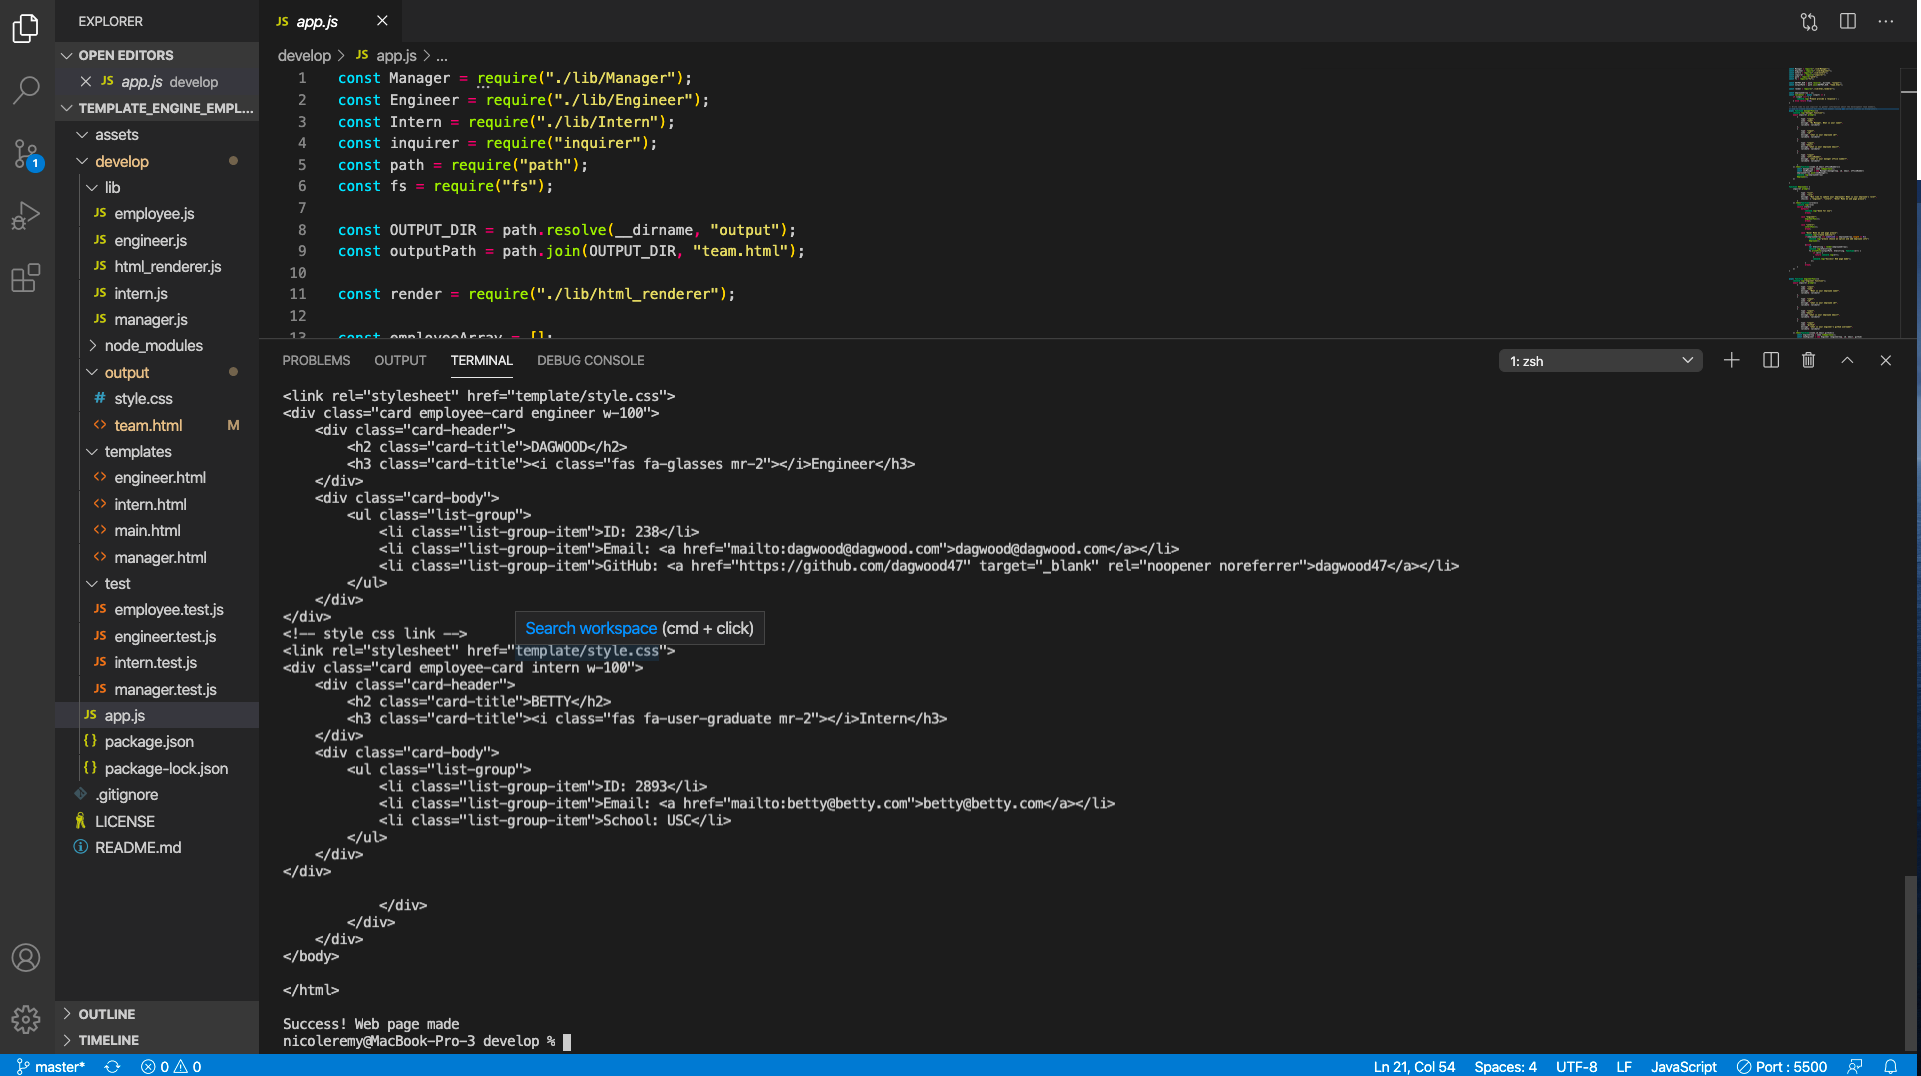 EXPLORER
OPEN EDITORS
JS app.js develop
TEMPLATE_ENGINE_EMPL...
assets
develop
lib
JS employee.js
JS engineer.js
JS html_renderer.js
JS intern.js
JS manager.js
node_modules
output
# style.css
<> team.html M
templates
<> engineer.html
<> intern.html
<> main.html
<> manager.html
test
JS employee.test.js
JS engineer.test.js
JS intern.test.js
JS manager.test.js
JS app.js
{} package.json
{} package-lock.json
.gitignore
LICENSE
README.md
OUTLINE
TIMELINE
1
JS app.js
develop > JS app.js > ...
1 const Manager = require("./lib/Manager");
2 const Engineer = require("./lib/Engineer");
3 const Intern = require("./lib/Intern");
4 const inquirer = require("inquirer");
5 const path = require("path");
6 const fs = require("fs");
7
8 const OUTPUT_DIR = path.resolve(__dirname, "output");
9 const outputPath = path.join(OUTPUT_DIR, "team.html");
10
11 const render = require("./lib/html_renderer");
12
13 const employeeArray = [];
PROBLEMS OUTPUT TERMINAL DEBUG CONSOLE
1: zsh
<link rel="stylesheet" href="template/style.css">
<div class="card employee-card engineer w-100">
<div class="card-header">
<h2 class="card-title">DAGWOOD</h2>
<h3 class="card-title"><i class="fas fa-glasses mr-2"></i>Engineer</h3>
</div>
<div class="card-body">
<ul class="list-group">
<li class="list-group-item">ID: 238</li>
<li class="list-group-item">Email: <a href="mailto:dagwood@dagwood.com">dagwood@dagwood.com</a></li>
<li class="list-group-item">GitHub: <a href="https://github.com/dagwood47" target="_blank" rel="noopener noreferrer">dagwood47</a></li>
</ul>
</div>
</div>
<!-- style css link -->
Search workspace (cmd + click)
<link rel="stylesheet" href="template/style.css">
<div class="card employee-card intern w-100">
<div class="card-header">
<h2 class="card-title">BETTY</h2>
<h3 class="card-title"><i class="fas fa-user-graduate mr-2"></i>Intern</h3>
</div>
<div class="card-body">
<ul class="list-group">
<li class="list-group-item">ID: 2893</li>
<li class="list-group-item">Email: <a href="mailto:betty@betty.com">betty@betty.com</a></li>
<li class="list-group-item">School: USC</li>
</ul>
</div>
</div>
</div>
</div>
</div>
</body>
</html>
Success! Web page made
nicoleremy@MacBook-Pro-3 develop %
master* 0 0 Ln 21, Col 54 Spaces: 4 UTF-8 LF JavaScript Port : 5500